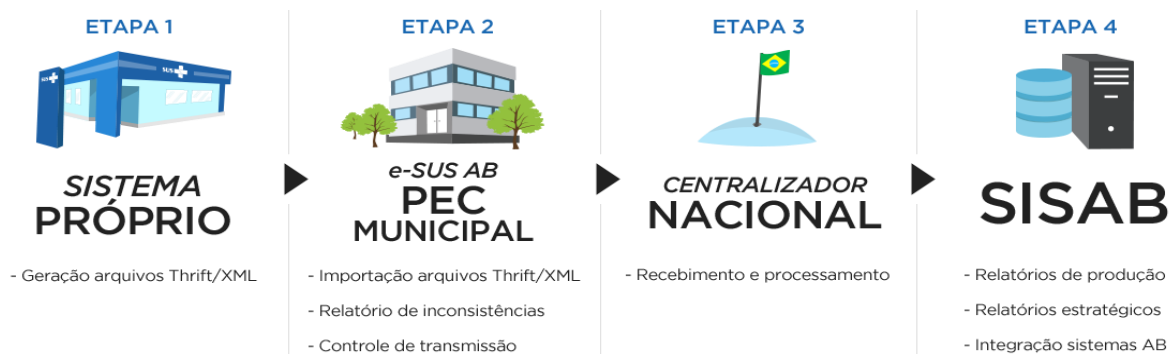 ETAPA 1
SUS
SUS
SISTEMA
PRÓPRIO
- Geração arquivos Thrift/XML
ETAPA 2
e-SUS AB
PEC
MUNICIPAL
- Importação arquivos Thrift/XML
- Relatório de inconsistências
- Controle de transmissão
ETAPA 3
CENTRALIZADOR
NACIONAL
- Recebimento e processamento
ETAPA 4
SISAB
- Relatórios de produção
- Relatórios estratégicos
- Integração sistemas AB